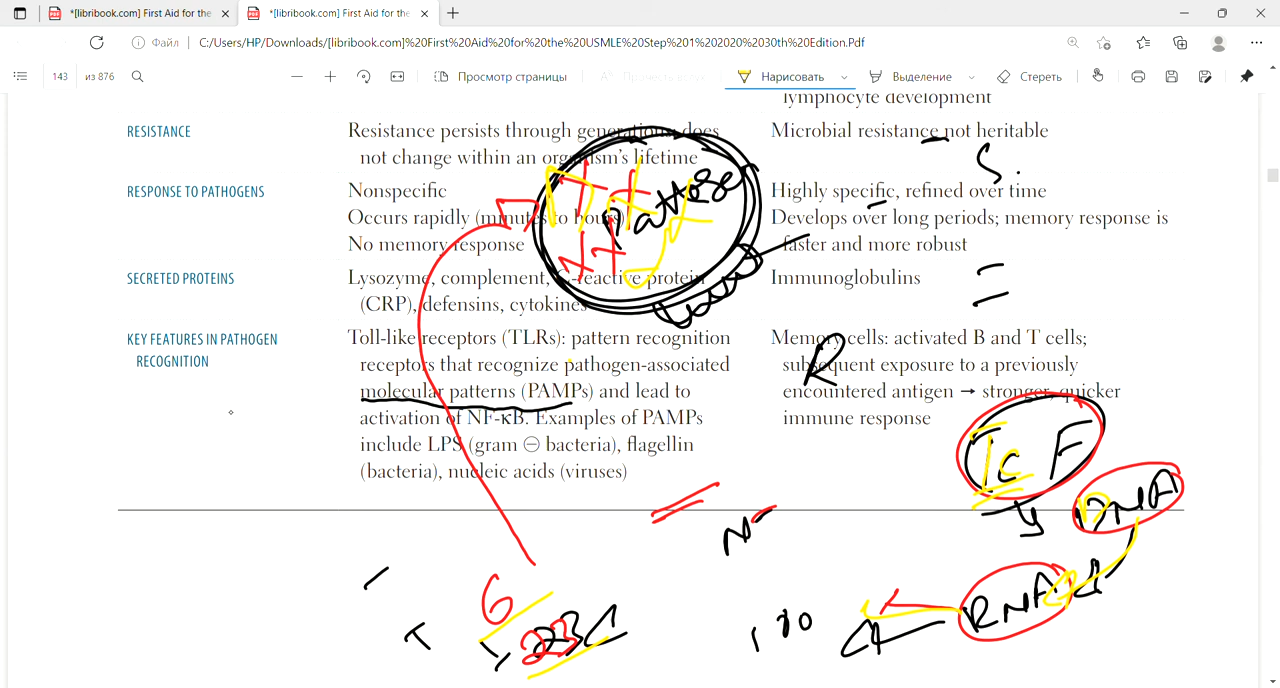 *[libribook.com] First Aid for the
*[libribook.com] First Aid for the
Файл
C:/Users/HP/Downloads/[libribook.com]%20First%20Aid%20for%20the%20USMLE%20Step%201%202020%2030th%20Edition.Pdf
143 из 876
Просмотр страницы
Нарисовать
Выделение
Стереть
lymphocyte development
RESISTANCE
Resistance persists through generations; does
not change within an organism's lifetime
Microbial resistance not heritable
S.
RESPONSE TO PATHOGENS
Nonspecific
Occurs rapidly (minutes to hours)
No memory response
Highly specific, refined over time
Develops over long periods; memory response is
faster and more robust
SECRETED PROTEINS
Lysozyme, complement, C-reactive protein
(CRP), defensins, cytokines
Immunoglobulins
KEY FEATURES IN PATHOGEN
RECOGNITION
Toll-like receptors (TLRs): pattern recognition
receptors that recognize pathogen-associated
molecular patterns (PAMPs) and lead to
activation of NF-κB. Examples of PAMPs
include LPS (gram ⊖ bacteria), flagellin
(bacteria), nucleic acids (viruses)
Memory cells: activated B and T cells;
subsequent exposure to a previously
encountered antigen → stronger, quicker
immune response
R
DNA
RNA
6